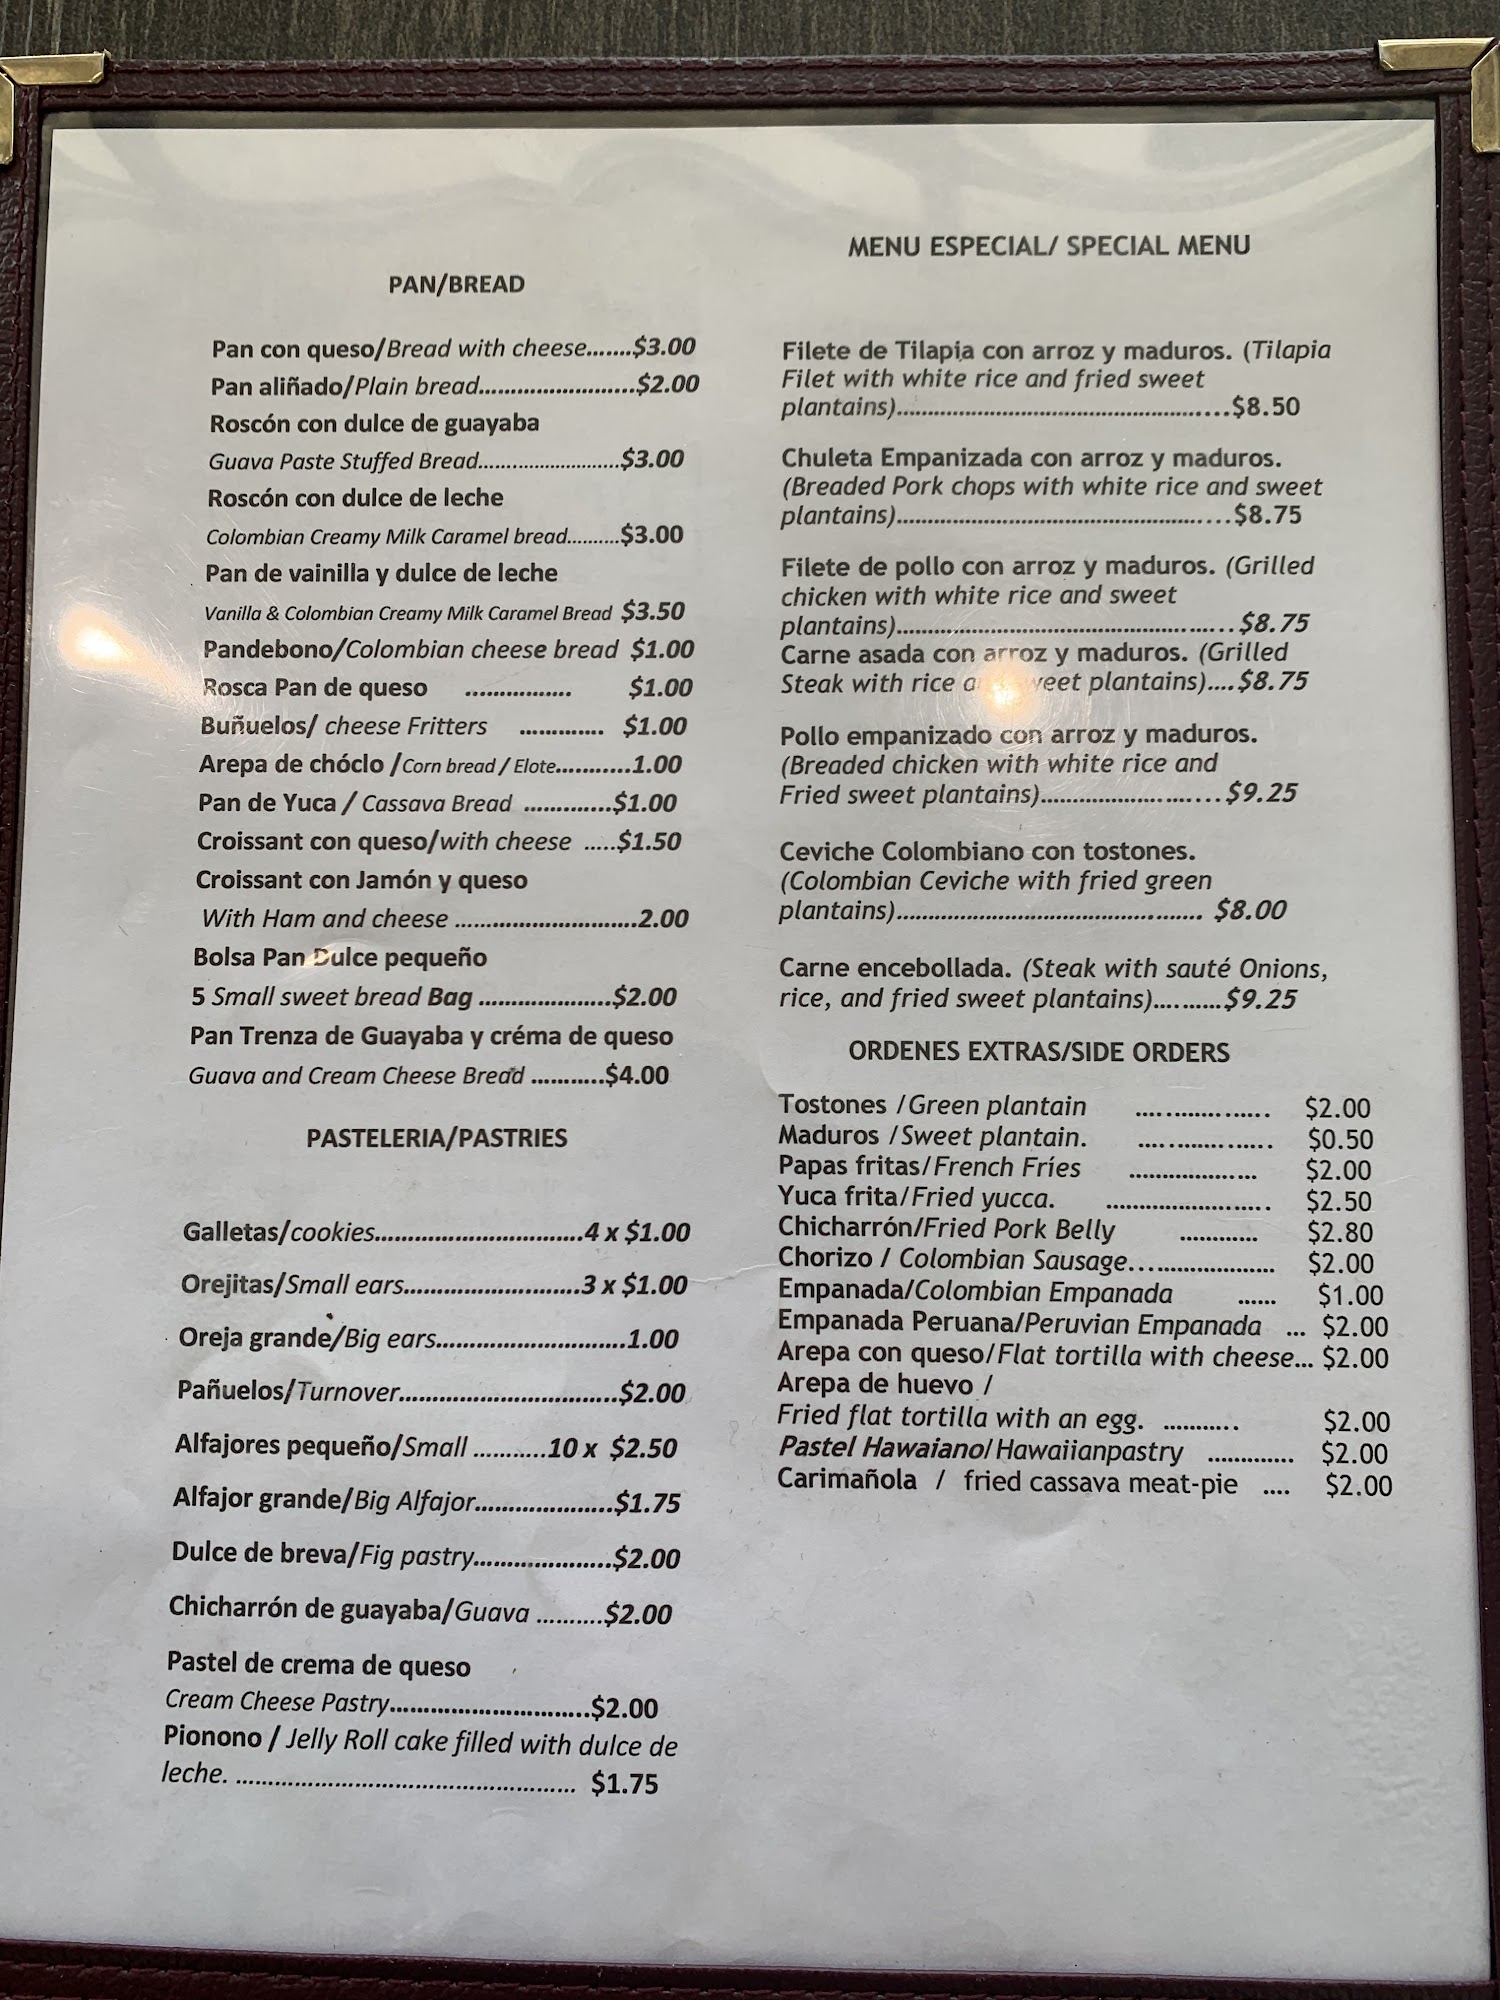 PAN/BREAD
Pan con queso/Bread with cheese.......$3.00
Pan aliñado/Plain bread..........................$2.00
Roscón con dulce de guayaba
Guava Paste Stuffed Bread.........................$3.00
Roscón con dulce de leche
Colombian Creamy Milk Caramel bread..........$3.00
Pan de vainilla y dulce de leche
Vanilla & Colombian Creamy Milk Caramel Bread $3.50
Pandebono/Colombian cheese bread $1.00
Rosca Pan de queso ................ $1.00
Buñuelos/ cheese Fritters ............. $1.00
Arepa de chóclo /Corn bread / Elote............1.00
Pan de Yuca / Cassava Bread .............$1.00
Croissant con queso/with cheese .....$1.50
Croissant con Jamón y queso
With Ham and cheese ..............................2.00
Bolsa Pan Dulce pequeño
5 Small sweet bread Bag ......................$2.00
Pan Trenza de Guayaba y créma de queso
Guava and Cream Cheese Bread ............$4.00
PASTELERIA/PASTRIES
Galletas/cookies..................................4 x $1.00
Orejitas/Small ears.............................3 x $1.00
Oreja grande/Big ears...............................1.00
Pañuelos/Turnover....................................$2.00
Alfajores pequeño/Small ...........10 x $2.50
Alfajor grande/Big Alfajor.......................$1.75
Dulce de breva/Fig pastry.......................$2.00
Chicharrón de guayaba/Guava ..........$2.00
Pastel de crema de queso
Cream Cheese Pastry................................$2.00
Pionono / Jelly Roll cake filled with dulce de
leche. ...................................................... $1.75
MENU ESPECIAL/ SPECIAL MENU
Filete de Tilapia con arroz y maduros. (Tilapia
Filet with white rice and fried sweet
plantains)......................................................$8.50
Chuleta Empanizada con arroz y maduros.
(Breaded Pork chops with white rice and sweet
plantains)......................................................$8.75
Filete de pollo con arroz y maduros. (Grilled
chicken with white rice and sweet
plantains)......................................................$8.75
Carne asada con arroz y maduros. (Grilled
Steak with rice plantains)....$8.75
Pollo empanizado con arroz y maduros.
(Breaded chicken with white rice and
Fried sweet plantains).............................$9.25
Ceviche Colombiano con tostones.
(Colombian Ceviche with fried green
plantains)................................................. $8.00
Carne encebollada. (Steak with sauté Onions,
rice, and fried sweet plantains)...........$9.25
ORDENES EXTRAS/SIDE ORDERS
Tostones /Green plantain ..................... $2.00
Maduros /Sweet plantain. ..................... $0.50
Papas fritas/French Fríes .................... $2.00
Yuca frita/Fried yucca. .......................... $2.50
Chicharrón/Fried Pork Belly ............ $2.80
Chorizo / Colombian Sausage...................... $2.00
Empanada/Colombian Empanada ...... $1.00
Empanada Peruana/Peruvian Empanada ... $2.00
Arepa con queso/Flat tortilla with cheese... $2.00
Arepa de huevo /
Fried flat tortilla with an egg. ........... $2.00
Pastel Hawaiano/Hawaiianpastry ............. $2.00
Carimañola / fried cassava meat-pie .... $2.00